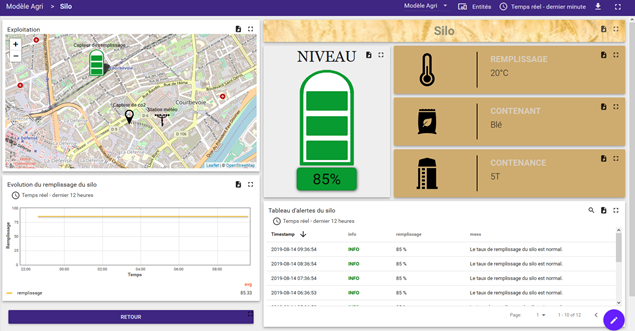 Modèle Agri > Silo
Modèle Agri Entités Temps réel - dernier minute
Exploitation
+
−
Capteur de remplissage
Capteur de co2
Station météo
Courbevoie
La Défense
Leaflet | © OpenStreetMap
Evolution du remplissage du silo
Temps réel - dernier 12 heures
Remplissage
100
75
50
25
0
22:00 00:00 02:00 04:00 06:00 08:00
Temps
avg
remplissage 85.33
RETOUR
Silo
NIVEAU
85%
REMPLISSAGE
20°C
CONTENANT
Blé
CONTENANCE
5T
Tableau d'alertes du silo
Temps réel - dernier 12 heures
Timestamp info remplissage mess
2019-08-14 09:36:54 INFO 85 % Le taux de remplissage du silo est normal.
2019-08-14 08:36:54 INFO 85 % Le taux de remplissage du silo est normal.
2019-08-14 07:36:54 INFO 85 % Le taux de remplissage du silo est normal.
2019-08-14 06:36:53 INFO 85 % Le taux de remplissage du silo est normal.
Page: 1 1 - 10 of 12